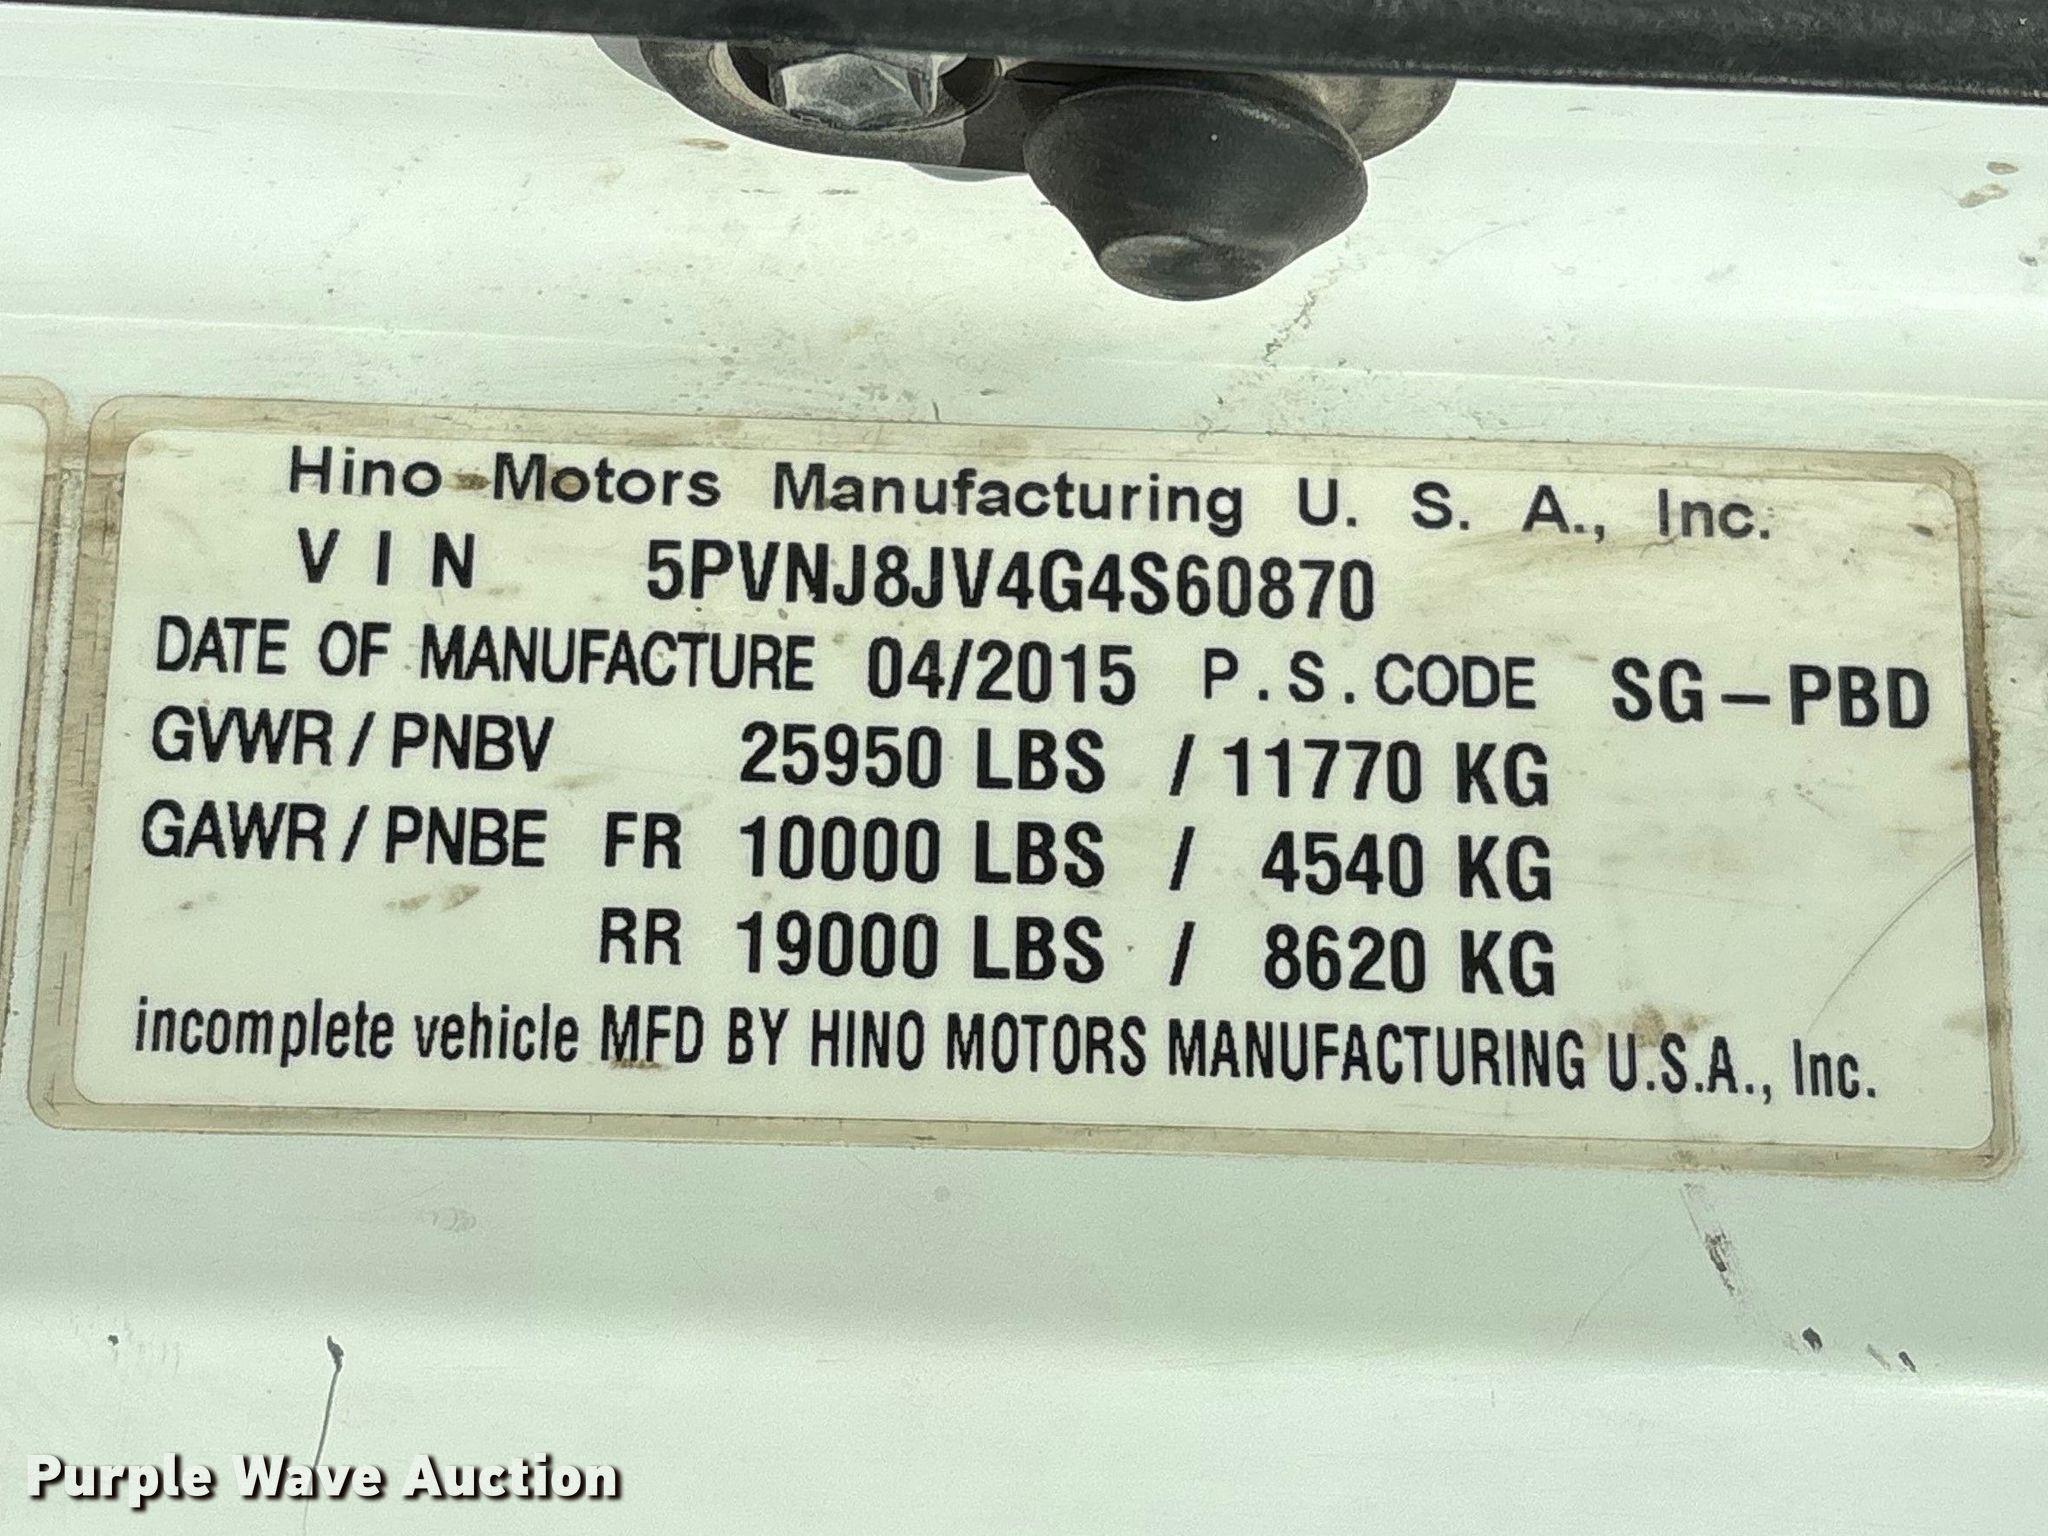 Hino Motors Manufacturing U. S. A., Inc.
V I N 5PVNJ8JV4G4S60870
DATE OF MANUFACTURE 04/2015 P.S.CODE SG-PBD
GVWR / PNBV 25950 LBS / 11770 KG
GAWR / PNBE FR 10000 LBS / 4540 KG
RR 19000 LBS / 8620 KG
incomplete vehicle MFD BY HINO MOTORS MANUFACTURING U.S.A., Inc.
Purple Wave Auction